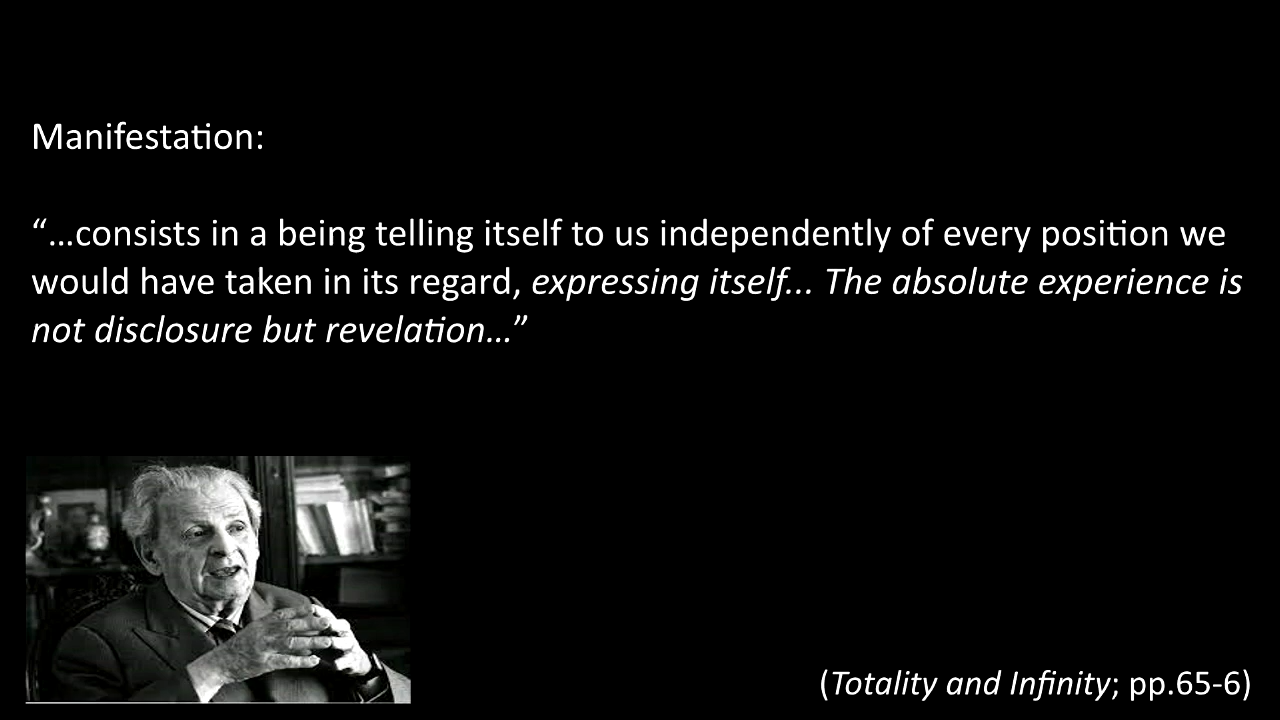 Manifestation:
“…consists in a being telling itself to us independently of every position we
would have taken in its regard, expressing itself... The absolute experience is
not disclosure but revelation…”
(Totality and Infinity; pp.65-6)